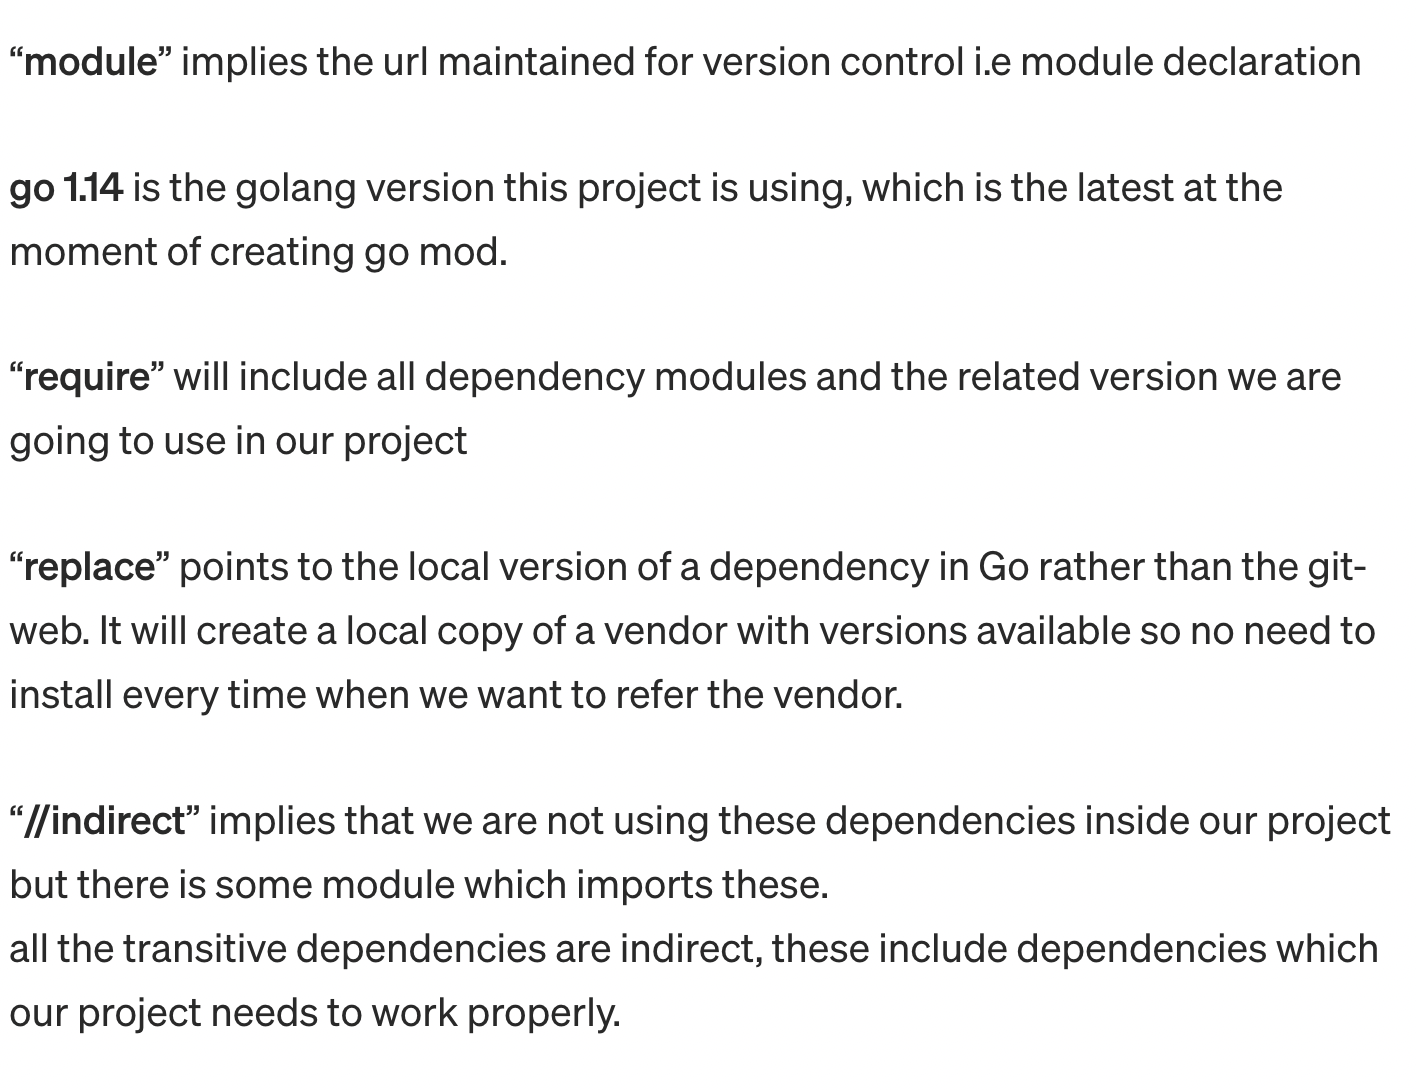 “module” implies the url maintained for version control i.e module declaration
go 1.14 is the golang version this project is using, which is the latest at the
moment of creating go mod.
“require” will include all dependency modules and the related version we are
going to use in our project
“replace” points to the local version of a dependency in Go rather than the git-
web. It will create a local copy of a vendor with versions available so no need to
install every time when we want to refer the vendor.
“//indirect” implies that we are not using these dependencies inside our project
but there is some module which imports these.
all the transitive dependencies are indirect, these include dependencies which
our project needs to work properly.